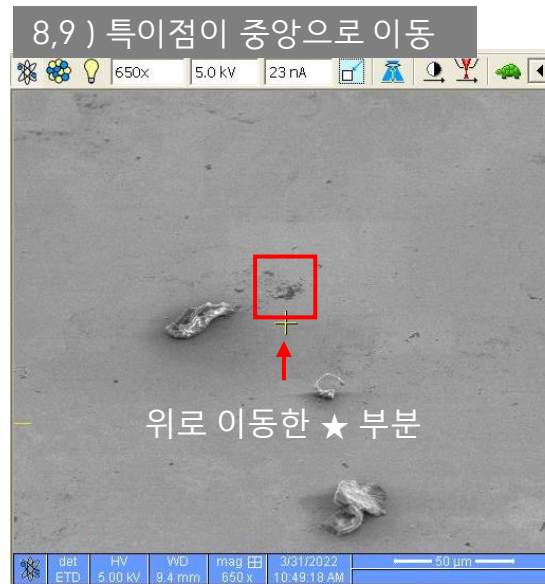 8,9 ) 특이점이 중앙으로 이동
650x 5.0 kV 23 nA
위로 이동한 ★ 부분
det HV WD mag 田 3/31/2022 50 µm
ETD 5.00 kV 9.4 mm 650 x 10:49:18 AM